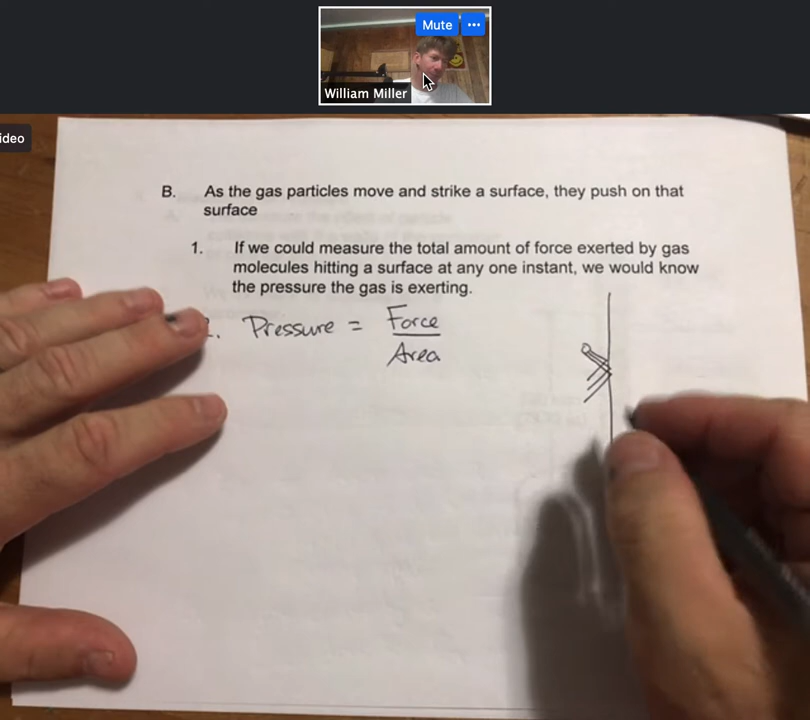 Mute
William Miller
ideo
B. As the gas particles move and strike a surface, they push on that
surface
1. If we could measure the total amount of force exerted by gas
molecules hitting a surface at any one instant, we would know
the pressure the gas is exerting.
. Pressure = Force
Area